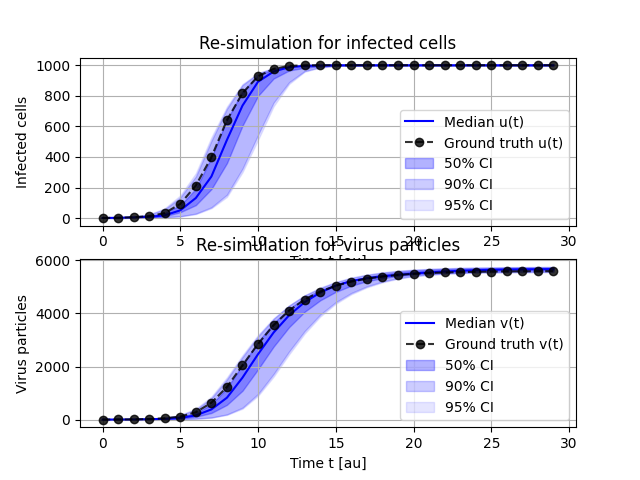 Re-simulation for infected cells
1000
800
600
400
200
0
Infected cells
Median u(t)
Ground truth u(t)
50% CI
90% CI
95% CI
0 5 10 15 20 25 30
Time t [au]
Re-simulation for virus particles
6000
4000
2000
0
Virus particles
Median v(t)
Ground truth v(t)
50% CI
90% CI
95% CI
0 5 10 15 20 25 30
Time t [au]